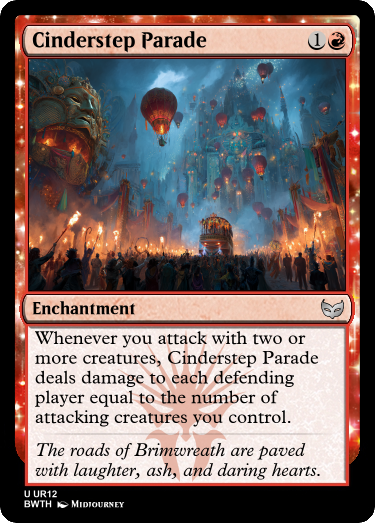 Cinderstep Parade 1
Enchantment
Whenever you attack with two or
more creatures, Cinderstep Parade
deals damage to each defending
player equal to the number of
attacking creatures you control.
The roads of Brimwreath are paved
with laughter, ash, and daring hearts.
U UR12
BWTH Midjourney